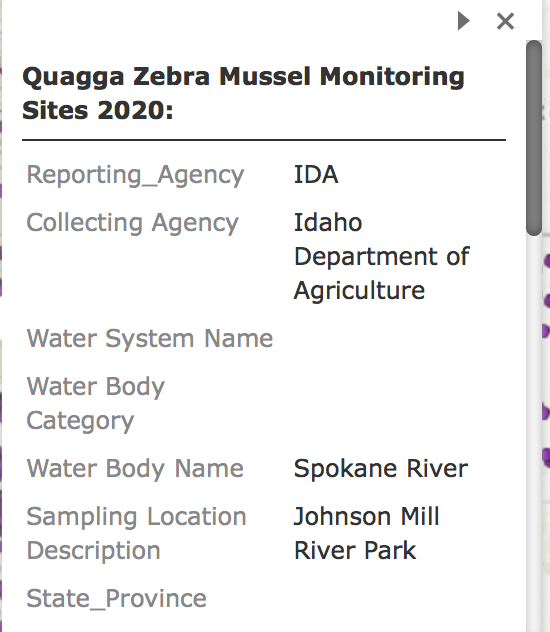 Quagga Zebra Mussel Monitoring
Sites 2020:
Reporting_Agency IDA
Collecting Agency Idaho
Department of
Agriculture
Water System Name
Water Body
Category
Water Body Name Spokane River
Sampling Location Johnson Mill
Description River Park
State_Province